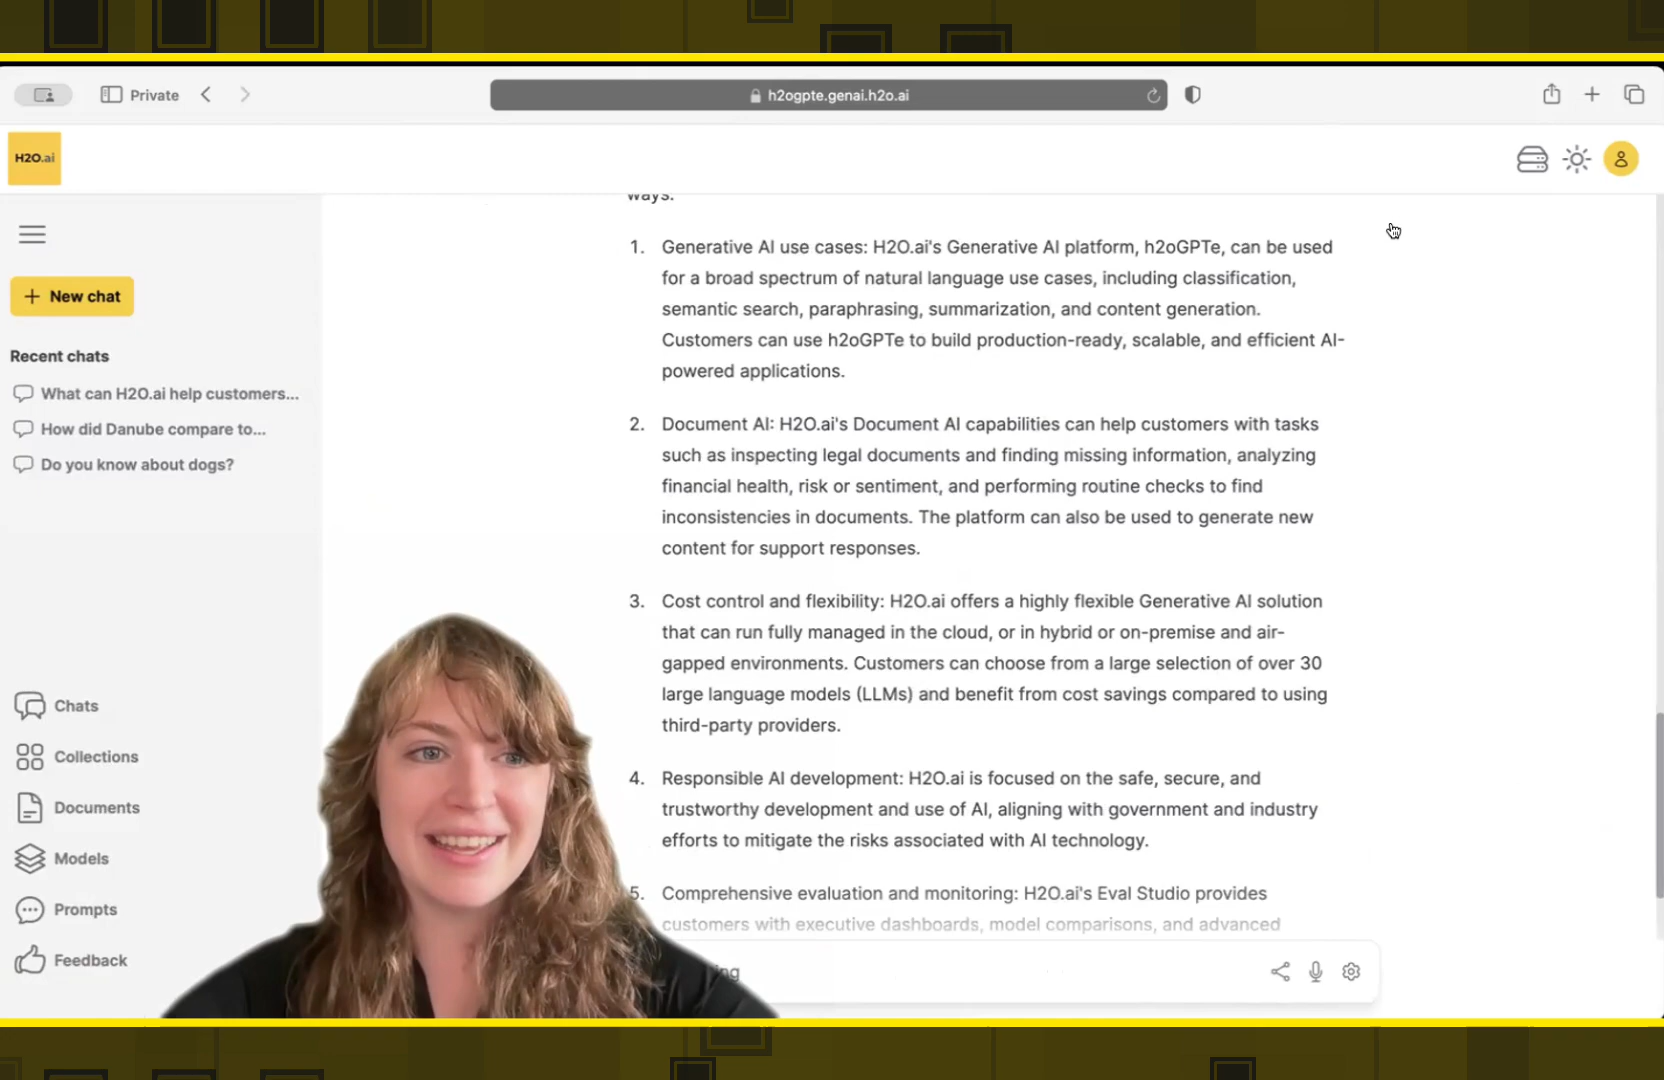 Private
h2ogpte.genai.h2o.ai
H2O.ai
New chat
Recent chats
What can H2O.ai help customers...
How did Danube compare to...
Do you know about dogs?
Chats
Collections
Documents
Models
Prompts
Feedback
ways:
1. Generative AI use cases: H2O.ai's Generative AI platform, h2oGPTe, can be used
for a broad spectrum of natural language use cases, including classification,
semantic search, paraphrasing, summarization, and content generation.
Customers can use h2oGPTe to build production-ready, scalable, and efficient AI-
powered applications.
2. Document AI: H2O.ai's Document AI capabilities can help customers with tasks
such as inspecting legal documents and finding missing information, analyzing
financial health, risk or sentiment, and performing routine checks to find
inconsistencies in documents. The platform can also be used to generate new
content for support responses.
3. Cost control and flexibility: H2O.ai offers a highly flexible Generative AI solution
that can run fully managed in the cloud, or in hybrid or on-premise and air-
gapped environments. Customers can choose from a large selection of over 30
large language models (LLMs) and benefit from cost savings compared to using
third-party providers.
4. Responsible AI development: H2O.ai is focused on the safe, secure, and
trustworthy development and use of AI, aligning with government and industry
efforts to mitigate the risks associated with AI technology.
5. Comprehensive evaluation and monitoring: H2O.ai's Eval Studio provides
customers with executive dashboards, model comparisons, and advanced